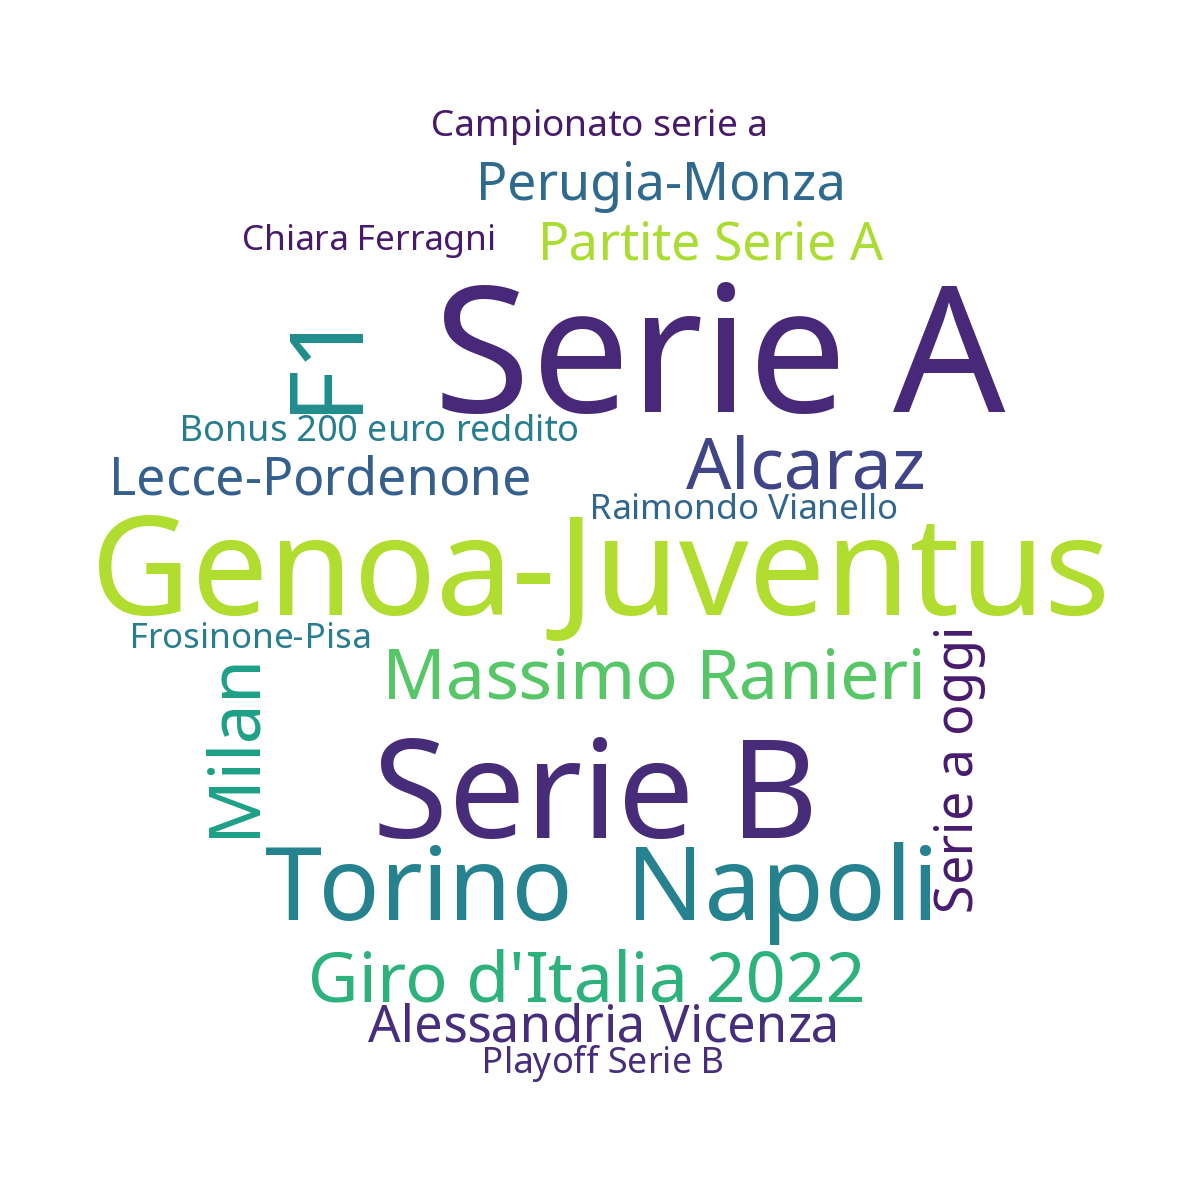 Campionato serie a
Perugia-Monza
Chiara Ferragni
Partite Serie A
Serie A
F1
Bonus 200 euro reddito
Alcaraz
Lecce-Pordenone
Raimondo Vianello
Genoa-Juventus
Frosinone-Pisa
Massimo Ranieri
Milan
Serie a oggi
Serie B
Torino Napoli
Giro d'Italia 2022
Alessandria Vicenza
Playoff Serie B